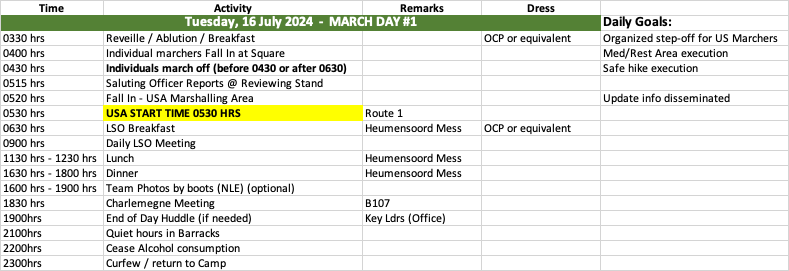 Time Activity Remarks Dress
Tuesday, 16 July 2024 - MARCH DAY #1 Daily Goals:
0330 hrs Reveille / Ablution / Breakfast OCP or equivalent Organized step-off for US Marchers
0400 hrs Individual marchers Fall In at Square Med/Rest Area execution
0430 hrs Individuals march off (before 0430 or after 0630) Safe hike execution
0515 hrs Saluting Officer Reports @ Reviewing Stand
0520 hrs Fall In - USA Marshalling Area Update info disseminated
0530 hrs USA START TIME 0530 HRS Route 1
0630 hrs LSO Breakfast Heumensoord Mess OCP or equivalent
0900 hrs Daily LSO Meeting
1130 hrs - 1230 hrs Lunch Heumensoord Mess
1630 hrs - 1800 hrs Dinner Heumensoord Mess
1600 hrs - 1900 hrs Team Photos by boots (NLE) (optional)
1830 hrs Charlemegne Meeting B107
1900hrs End of Day Huddle (if needed) Key Ldrs (Office)
2100hrs Quiet hours in Barracks
2200hrs Cease Alcohol consumption
2300hrs Curfew / return to Camp